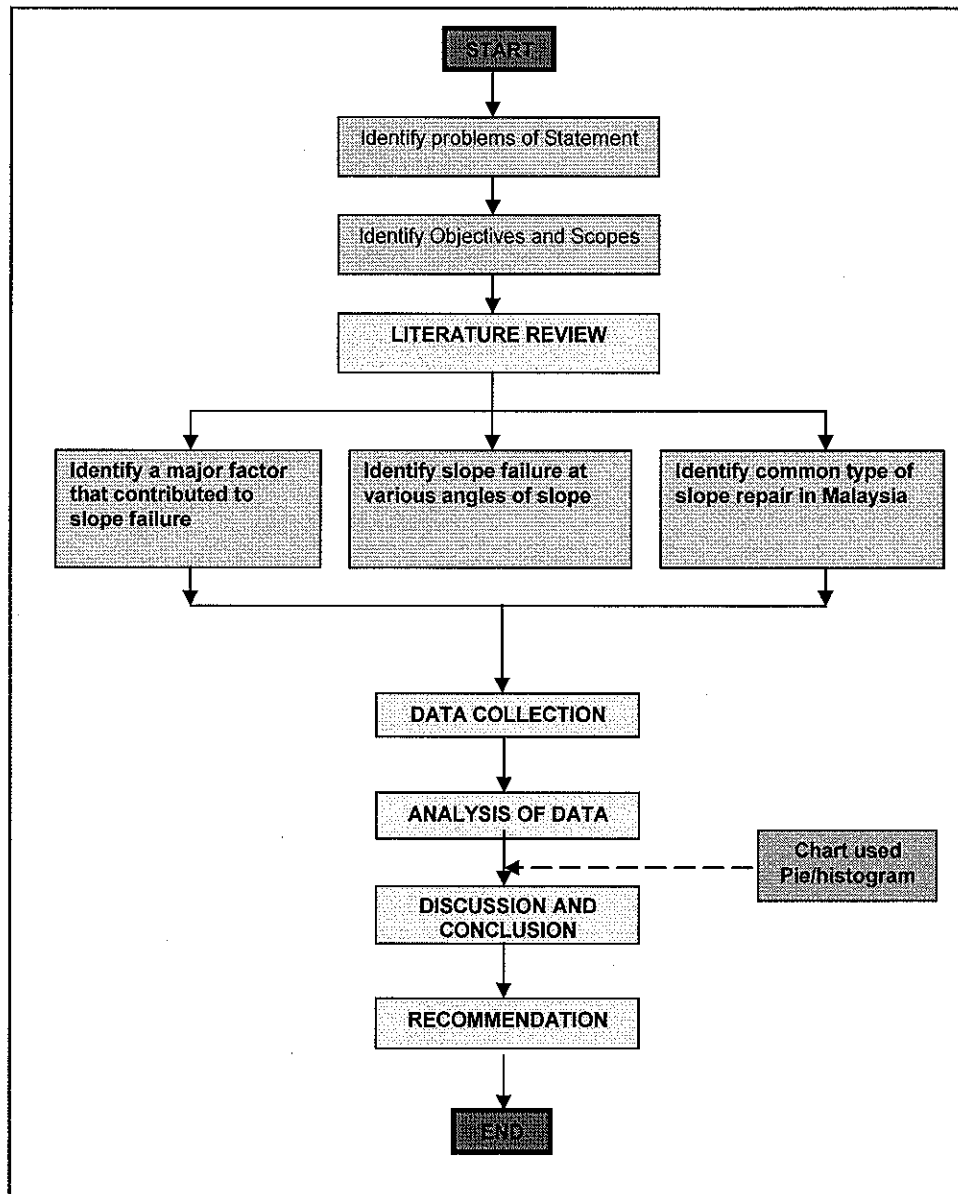 START
Identify problems of Statement
Identify Objectives and Scopes
LITERATURE REVIEW
Identify a major factor
that contributed to
slope failure
Identify slope failure at
various angles of slope
Identify common type of
slope repair in Malaysia
DATA COLLECTION
ANALYSIS OF DATA
Chart used
Pie/histogram
DISCUSSION AND
CONCLUSION
RECOMMENDATION
END